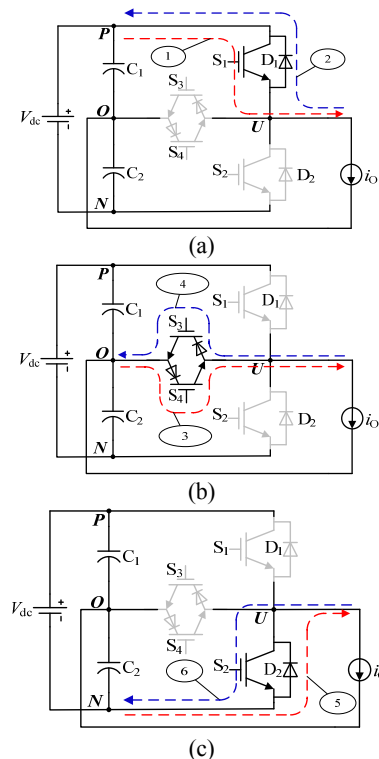 P
1
2
C1
S3
S1
D1
O
U
Vdc
S4
S2
D2
C2
iO
N
(a)
P
4
C1
S3
S1
D1
O
U
Vdc
S4
S2
D2
C2
iO
3
N
(b)
P
C1
S3
S1
D1
O
U
Vdc
S4
S2
D2
C2
6
5
N
(c)